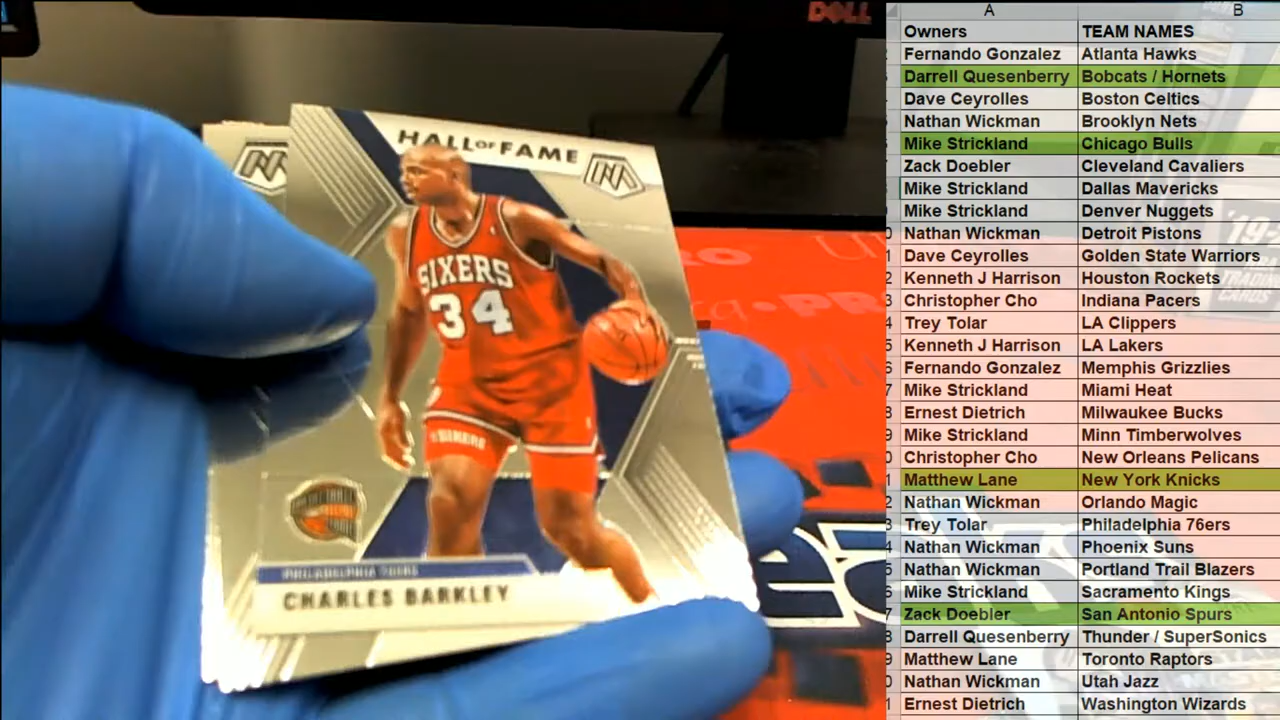 DELL
HALL OF FAME
SIXERS
34
SIXERS
PHILADELPHIA 76ERS
CHARLES BARKLEY
A B
Owners TEAM NAMES
Fernando Gonzalez Atlanta Hawks
Darrell Quesenberry Bobcats / Hornets
Dave Ceyrolles Boston Celtics
Nathan Wickman Brooklyn Nets
Mike Strickland Chicago Bulls
Zack Doebler Cleveland Cavaliers
Mike Strickland Dallas Mavericks
Mike Strickland Denver Nuggets
Nathan Wickman Detroit Pistons
Dave Ceyrolles Golden State Warriors
Kenneth J Harrison Houston Rockets
Christopher Cho Indiana Pacers
Trey Tolar LA Clippers
Kenneth J Harrison LA Lakers
Fernando Gonzalez Memphis Grizzlies
Mike Strickland Miami Heat
Ernest Dietrich Milwaukee Bucks
Mike Strickland Minn Timberwolves
Christopher Cho New Orleans Pelicans
Matthew Lane New York Knicks
Nathan Wickman Orlando Magic
Trey Tolar Philadelphia 76ers
Nathan Wickman Phoenix Suns
Nathan Wickman Portland Trail Blazers
Mike Strickland Sacramento Kings
Zack Doebler San Antonio Spurs
Darrell Quesenberry Thunder / SuperSonics
Matthew Lane Toronto Raptors
Nathan Wickman Utah Jazz
Ernest Dietrich Washington Wizards